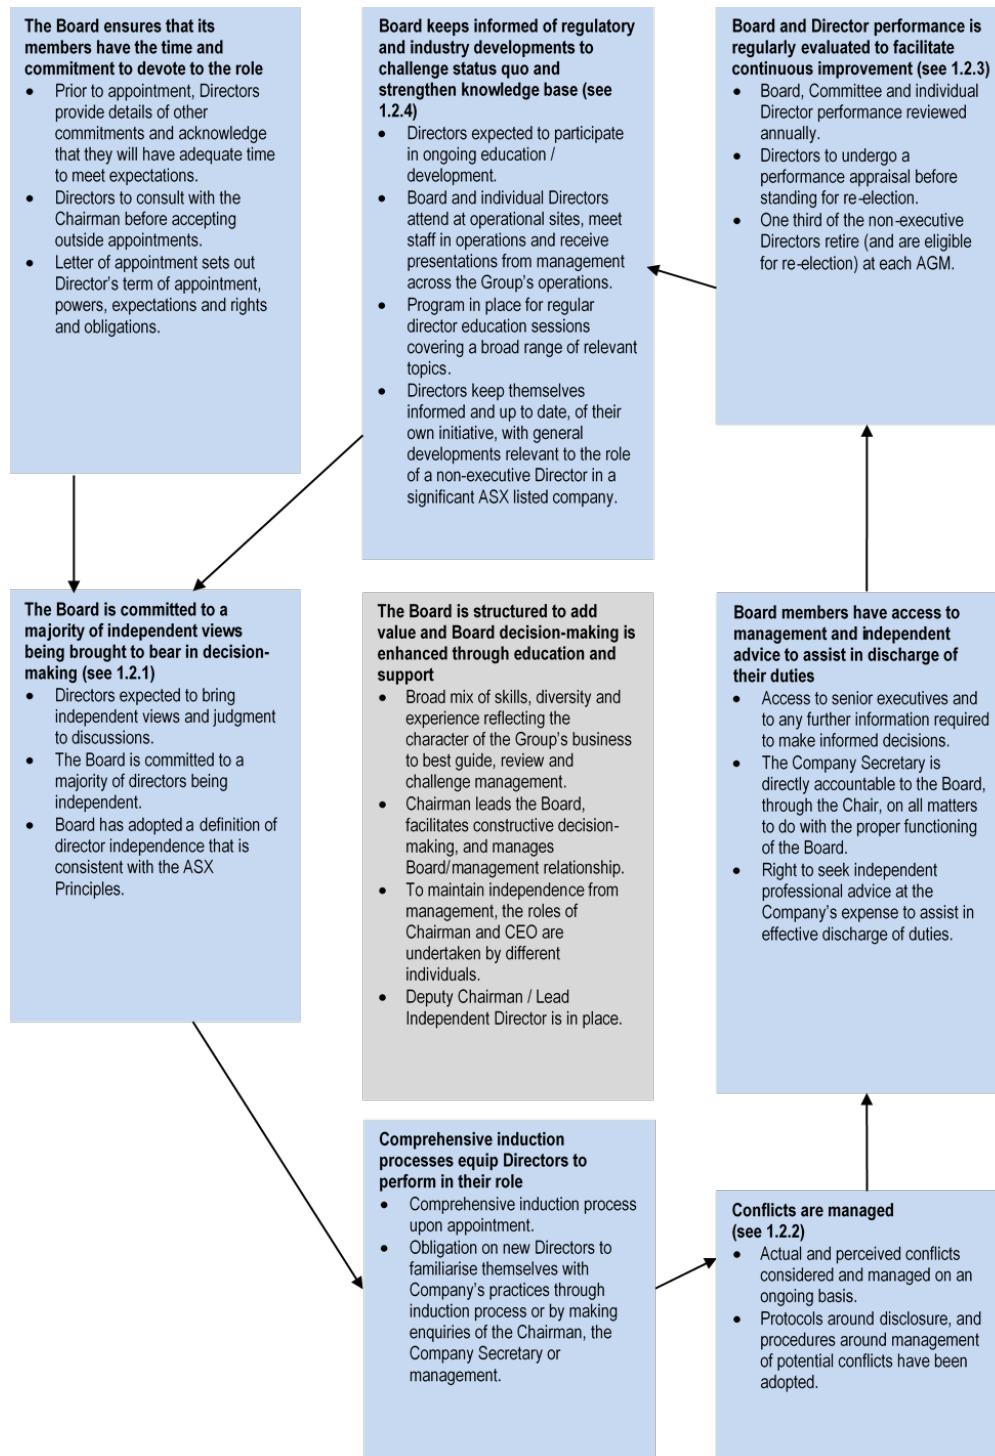 The Board ensures that its
members have the time and
commitment to devote to the role
• Prior to appointment, Directors
provide details of other
commitments and acknowledge
that they will have adequate time
to meet expectations.
• Directors to consult with the
Chairman before accepting
outside appointments.
• Letter of appointment sets out
Director's term of appointment,
powers, expectations and rights
and obligations.
Board keeps informed of regulatory
and industry developments to
challenge status quo and
strengthen knowledge base (see
1.2.4)
• Directors expected to participate
in ongoing education /
development.
• Board and individual Directors
attend at operational sites, meet
staff in operations and receive
presentations from management
across the Group's operations.
• Program in place for regular
director education sessions
covering a broad range of relevant
topics.
• Directors keep themselves
informed and up to date, of their
own initiative, with general
developments relevant to the role
of a non-executive Director in a
significant ASX listed company.
Board and Director performance is
regularly evaluated to facilitate
continuous improvement (see 1.2.3)
• Board, Committee and individual
Director performance reviewed
annually.
• Directors to undergo a
performance appraisal before
standing for re-election.
• One third of the non-executive
Directors retire (and are eligible
for re-election) at each AGM.
The Board is committed to a
majority of independent views
being brought to bear in decision-
making (see 1.2.1)
• Directors expected to bring
independent views and judgment
to discussions.
• The Board is committed to a
majority of directors being
independent.
• Board has adopted a definition of
director independence that is
consistent with the ASX
Principles.
The Board is structured to add
value and Board decision-making is
enhanced through education and
support
• Broad mix of skills, diversity and
experience reflecting the
character of the Group's business
to best guide, review and
challenge management.
• Chairman leads the Board,
facilitates constructive decision-
making, and manages
Board/management relationship.
• To maintain independence from
management, the roles of
Chairman and CEO are
undertaken by different
individuals.
• Deputy Chairman / Lead
Independent Director is in place.
Board members have access to
management and independent
advice to assist in discharge of
their duties
• Access to senior executives and
to any further information required
to make informed decisions.
• The Company Secretary is
directly accountable to the Board,
through the Chair, on all matters
to do with the proper functioning
of the Board.
• Right to seek independent
professional advice at the
Company's expense to assist in
effective discharge of duties.
Comprehensive induction
processes equip Directors to
perform in their role
• Comprehensive induction process
upon appointment.
• Obligation on new Directors to
familiarise themselves with
Company's practices through
induction process or by making
enquiries of the Chairman, the
Company Secretary or
management.
Conflicts are managed
(see 1.2.2)
• Actual and perceived conflicts
considered and managed on an
ongoing basis.
• Protocols around disclosure, and
procedures around management
of potential conflicts have been
adopted.